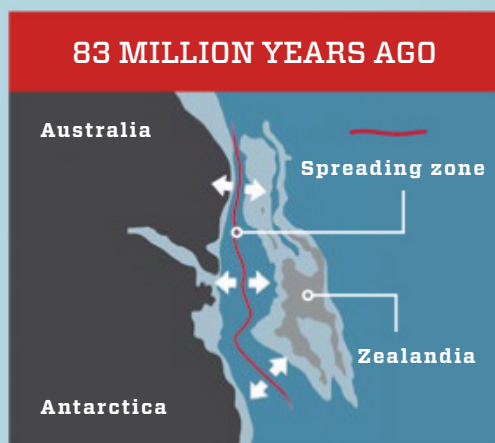 83 MILLION YEARS AGO
Australia
Spreading zone
Zealandia
Antarctica